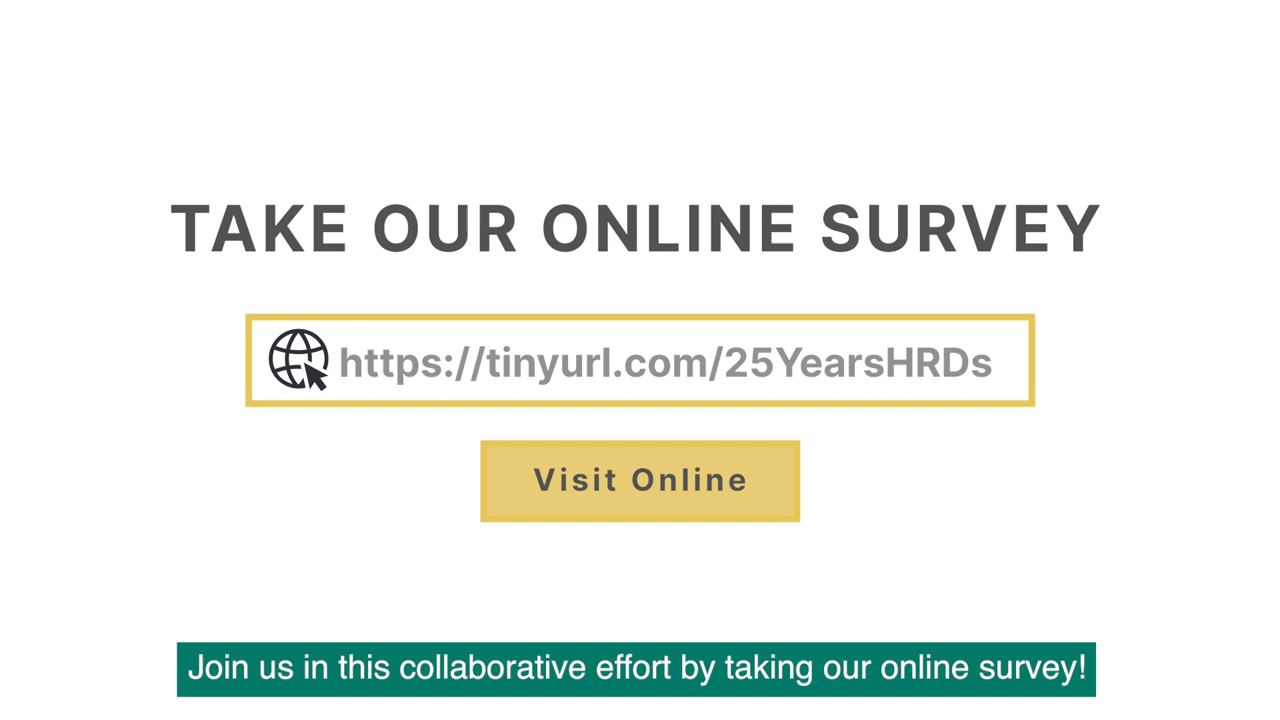 TAKE OUR ONLINE SURVEY
https://tinyurl.com/25YearsHRDs
Visit Online
Join us in this collaborative effort by taking our online survey!